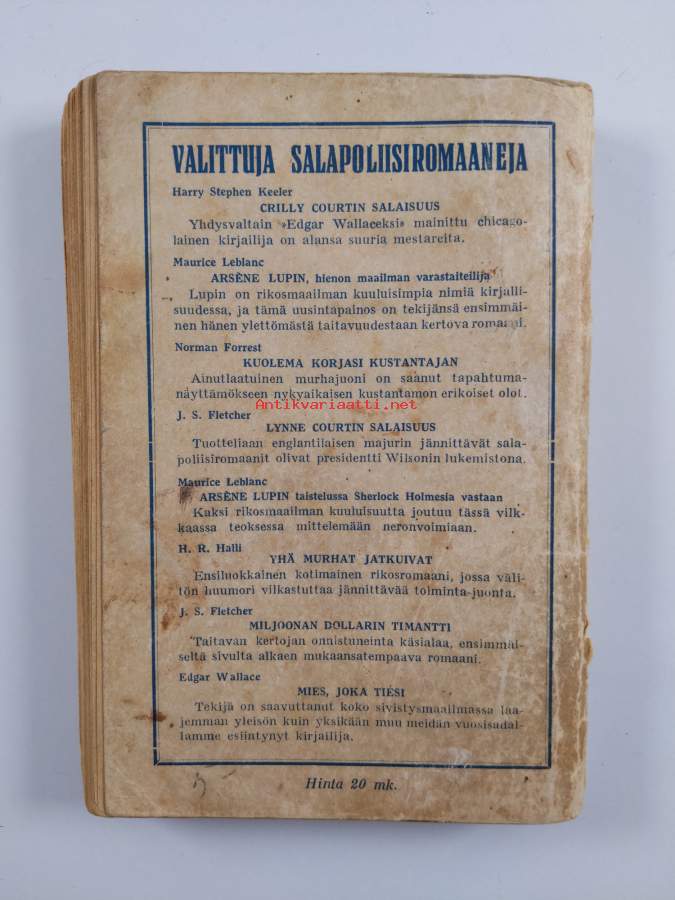 VALITTUJA SALAPOLIISIROMAANEJA
Harry Stephen Keeler
CRILLY COURTIN SALAISUUS
Yhdysvaltain »Edgar Wallaceksi» mainittu chicago-
lainen kirjailija on alansa suuria mestareita.
Maurice Leblanc
ARSÈNE LUPIN, hienon maailman varastaiteilija
Lupin on rikosmaailman kuuluisimpia nimiä kirjalli-
suudessa, ja tämä uusintapainos on tekijänsä ensimmäi-
nen hänen ylettömästä taitavuudestaan kertova romaani.
Norman Forrest
KUOLEMA KORJASI KUSTANTAJAN
Ainutlaatuinen murhajuoni on saanut tapahtuma-
näyttämökseen nykyaikaisen kustantamon erikoiset olot.
Antikvariaatti.net
J. S. Fletcher
LYNNE COURTIN SALAISUUS
Tuotteliaan englantilaisen majurin jännittävät sala-
poliisiromaanit olivat presidentti Wilsonin lukemistona.
Maurice Leblanc
ARSÈNE LUPIN taistelussa Sherlock Holmesia vastaan
Kaksi rikosmaailman kuuluisuutta joutuu tässä vilk-
kaassa teoksessa mittelemään neronvoimiaan.
H. R. Halli
YHÄ MURHAT JATKUIVAT
Ensiluokkainen kotimainen rikosromaani, jossa väli-
tön huumori vilkastuttaa jännittävää toiminta-juonta.
J. S. Fletcher
MILJOONAN DOLLARIN TIMANTTI
Taitavan kertojan onnistuneinta käsialaa, ensimmäi-
seltä sivulta alkaen mukaansatempaava romaani.
Edgar Wallace
MIES, JOKA TIESI
Tekijä on saavuttanut koko sivistysmaailmassa laa-
jemman yleisön kuin yksikään muu meidän vuosisadal-
lamme esiintynyt kirjailija.
Hinta 20 mk.